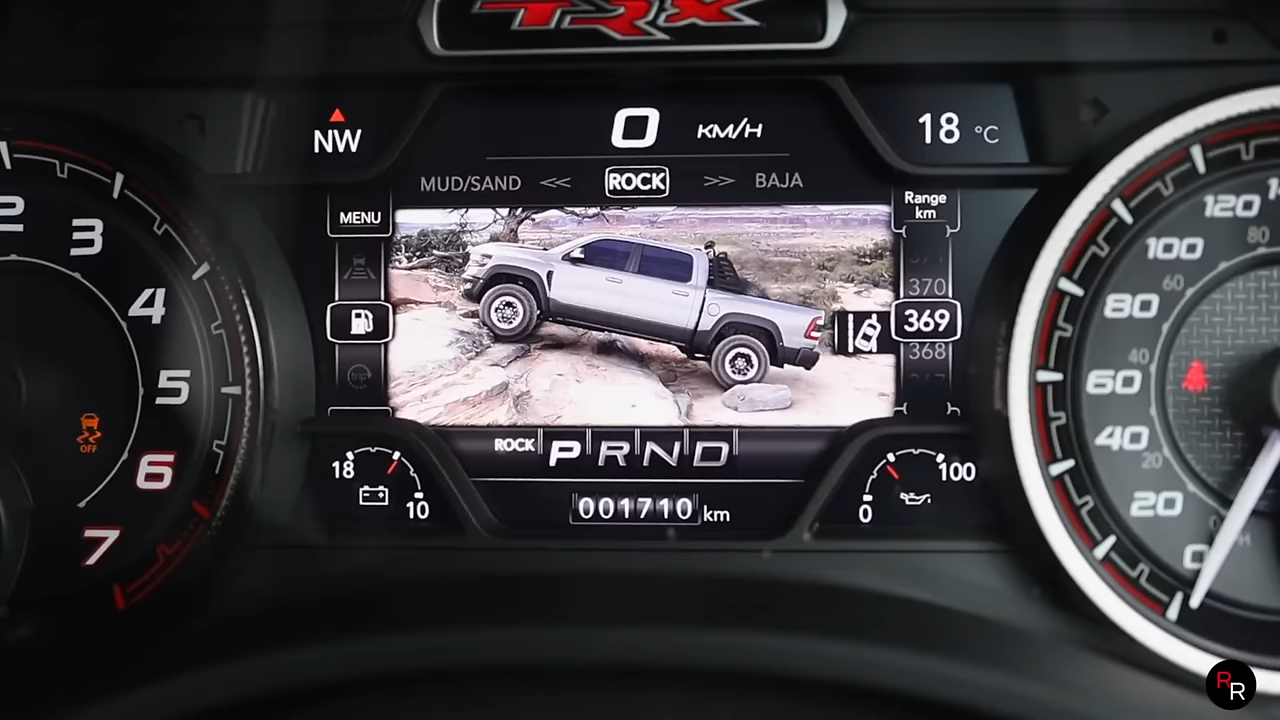 TRX
NW
0 KM/H
18 °C
MUD/SAND << ROCK >> BAJA
MENU
Range
km
370
369
368
trip
ROCK P R N D
18
10
001710 km
0
100
OFF
2
3
4
5
6
7
120
100
80
60
40
20
0
80
60
40
20
0
R
R